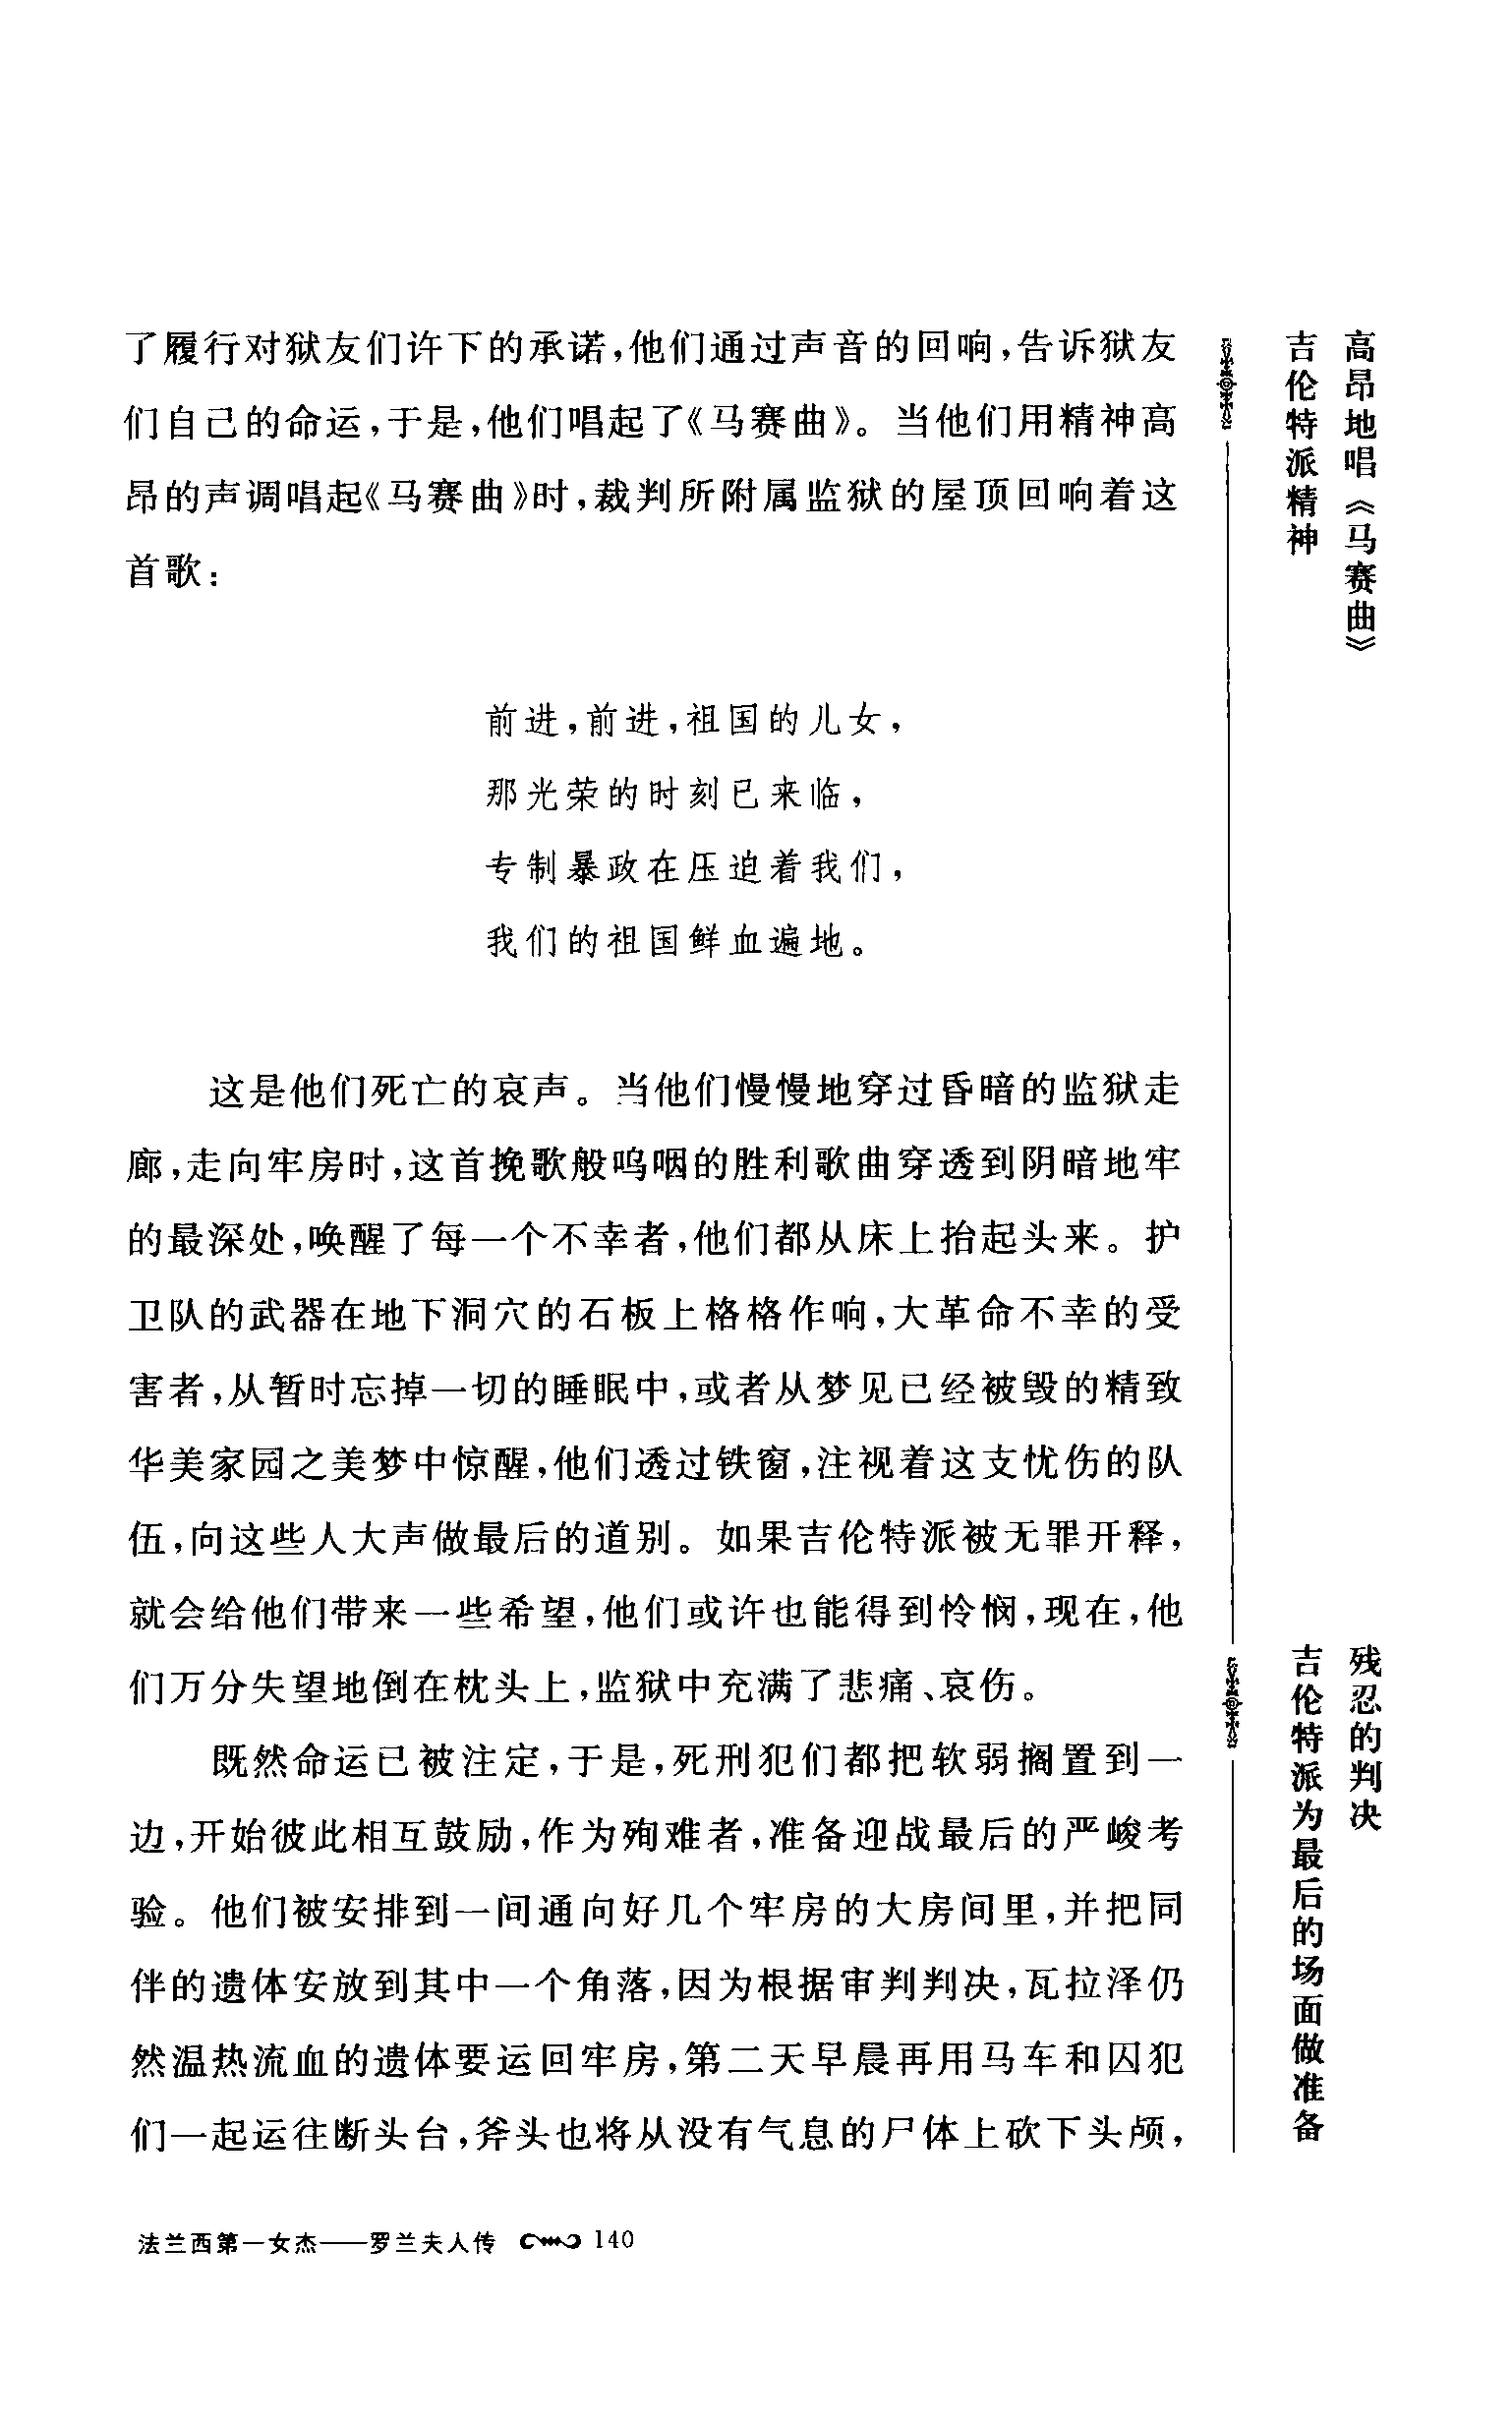 了履行对狱友们许下的承诺,他们通过声音的回响,告诉狱友
们自己的命运,于是,他们唱起了《马赛曲》。当他们用精神高
昂的声调唱起《马赛曲》时,裁判所附属监狱的屋顶回响着这
首歌:
前进,前进,祖国的儿女,
那光荣的时刻已来临,
专制暴政在压迫着我们,
我们的祖国鲜血遍地。
这是他们死亡的哀声。当他们慢慢地穿过昏暗的监狱走
廊,走向牢房时,这首挽歌般呜咽的胜利歌曲穿透到阴暗地牢
的最深处,唤醒了每一个不幸者,他们都从床上抬起头来。护
卫队的武器在地下洞穴的石板上格格作响,大革命不幸的受
害者,从暂时忘掉一切的睡眠中,或者从梦见已经被毁的精致
华美家园之美梦中惊醒,他们透过铁窗,注视着这支忧伤的队
伍,向这些人大声做最后的道别。如果吉伦特派被无罪开释,
就会给他们带来一些希望,他们或许也能得到怜悯,现在,他
们万分失望地倒在枕头上,监狱中充满了悲痛、哀伤。
既然命运已被注定,于是,死刑犯们都把软弱搁置到一
边,开始彼此相互鼓励,作为殉难者,准备迎战最后的严峻考
验。他们被安排到一间通向好几个牢房的大房间里,并把同
伴的遗体安放到其中一个角落,因为根据审判判决,瓦拉泽仍
然温热流血的遗体要运回牢房,第二天早晨再用马车和囚犯
们一起运往断头台,斧头也将从没有气息的尸体上砍下头颅,
高昂地唱《马赛曲》
吉伦特派精神
残忍的判决
吉伦特派为最后的场面做准备
法兰西第一女杰——罗兰夫人传 140